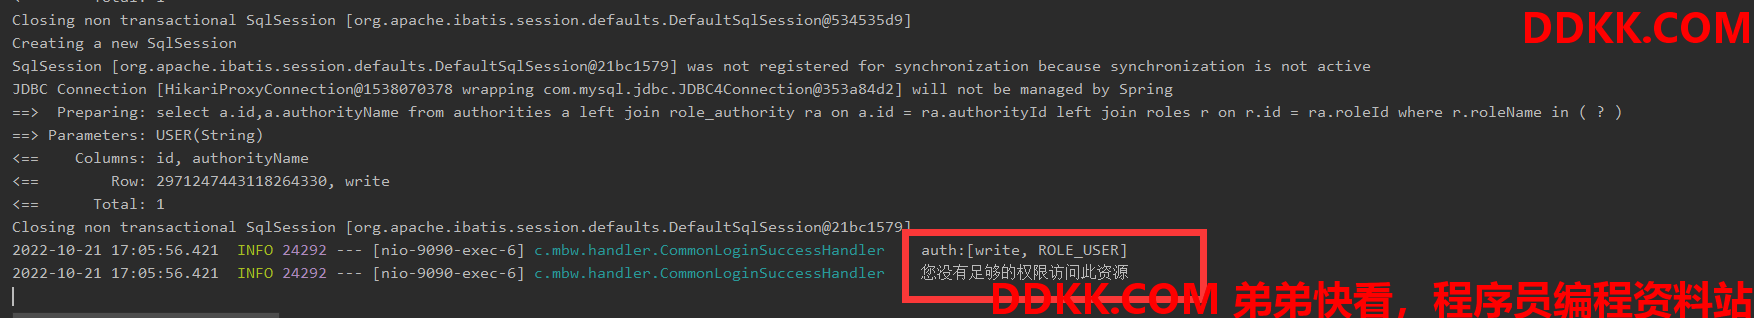 Closing non transactional SqlSession [org.apache.ibatis.session.defaults.DefaultSqlSession@534535d9]
DDKK.COM
Creating a new SqlSession
SqlSession [org.apache.ibatis.session.defaults.DefaultSqlSession@21bc1579] was not registered for synchronization because synchronization is not active
JDBC Connection [HikariProxyConnection@1538070378 wrapping com.mysql.jdbc.JDBC4Connection@353a84d2] will not be managed by Spring
==>  Preparing: select a.id,a.authorityName from authorities a left join role_authority ra on a.id = ra.authorityId left join roles r on r.id = ra.roleId where r.roleName in ( ? )
==> Parameters: USER(String)
<==    Columns: id, authorityName
<==        Row: 2971247443118264330, write
<==      Total: 1
Closing non transactional SqlSession [org.apache.ibatis.session.defaults.DefaultSqlSession@21bc1579]
2022-10-21 17:05:56.421  INFO 24292 --- [nio-9090-exec-6] c.mbw.handler.CommonLoginSuccessHandler    auth:[write, ROLE_USER]
2022-10-21 17:05:56.421  INFO 24292 --- [nio-9090-exec-6] c.mbw.handler.CommonLoginSuccessHandler    您没有足够的权限访问此资源
DDKK.COM 弟弟快看，程序员编程资料站